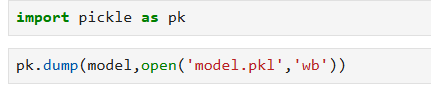 import pickle as pk
pk.dump(model,open('model.pkl','wb'))